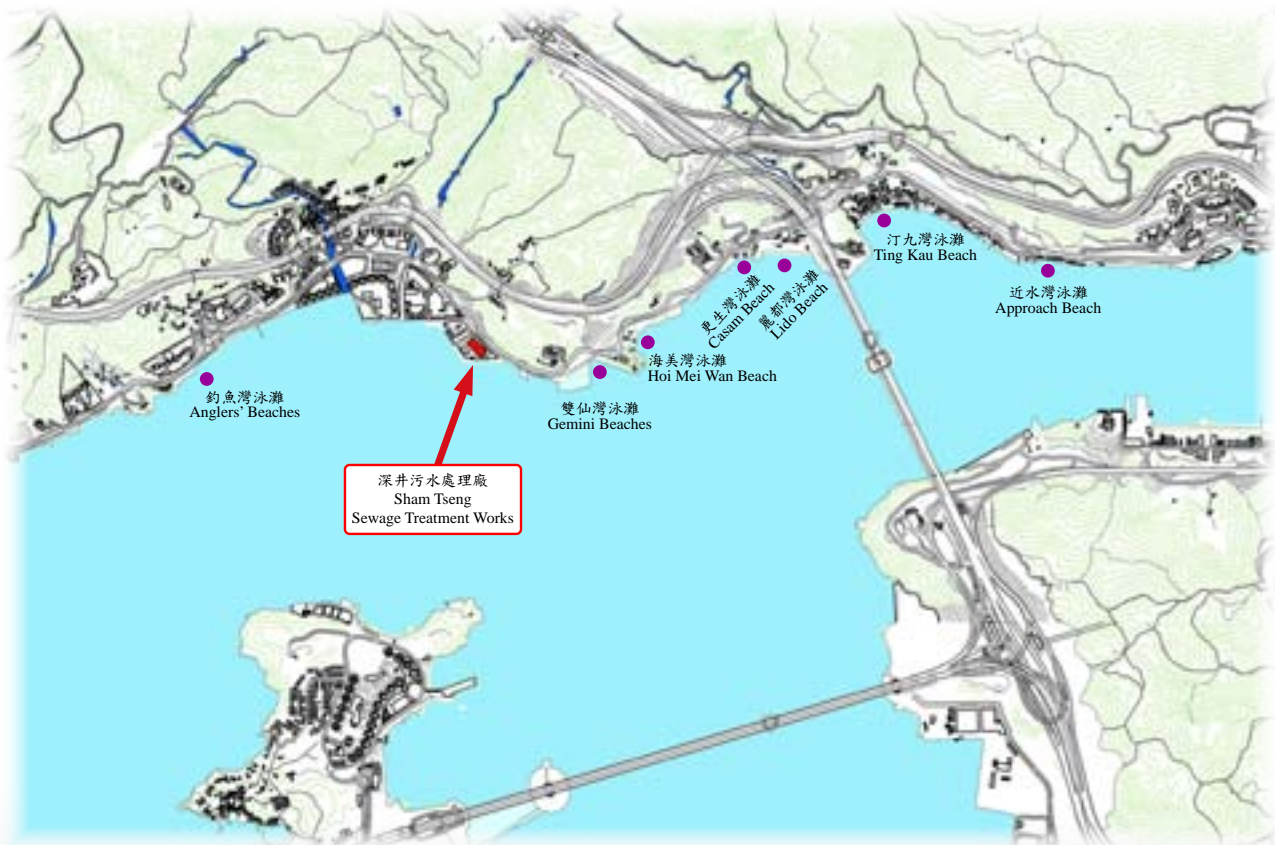 汀九灣泳灘
Ting Kau Beach
近水灣泳灘
Approach Beach
更生灣泳灘
Casam Beach
麗都灣泳灘
Lido Beach
海美灣泳灘
Hoi Mei Wan Beach
雙仙灣泳灘
Gemini Beaches
釣魚灣泳灘
Anglers' Beaches
深井污水處理廠
Sham Tseng
Sewage Treatment Works